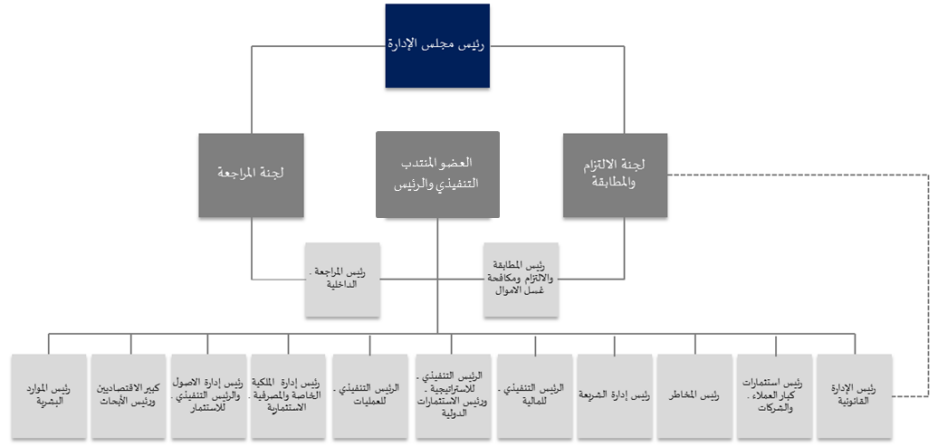 رئيس مجلس الإدارة
لجنة الالتزام
والمطابقة
العضو المنتدب
التنفيذي والرئيس
لجنة المراجعة
رئيس المطابقة
والالتزام ومكافحة
غسل الاموال
رئيس المراجعة .
الداخلية
رئيس الإدارة
القانونية
رئيس استثمارات
كبار العملاء .
والشركات
رئيس المخاطر
رئيس إدارة الشريعة
الرئيس التنفيذي .
للمالية
الرئيس التنفيذي .
للاستراتيجية .
ورئيس الاستثمارات
الدولية
الرئيس التنفيذي .
للعمليات
رئيس إدارة الملكية
الخاصة والمصرفية .
الاستثمارية
رئيس إدارة الاصول
والرئيس التنفيذي .
للاستثمار
كبير الاقتصاديين
ورئيس الأبحاث
رئيس الموارد
البشرية